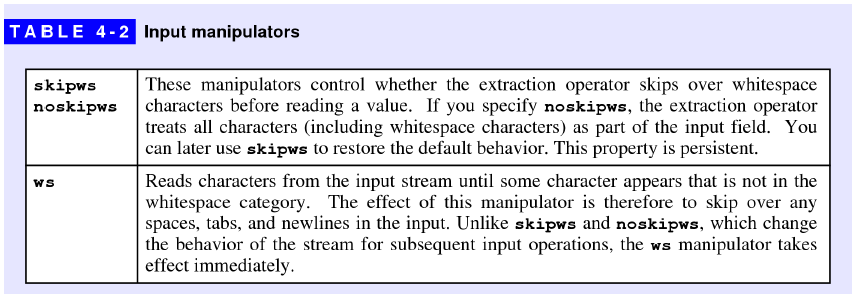 TABLE 4-2 Input manipulators
skipws These manipulators control whether the extraction operator skips over whitespace
noskipws characters before reading a value. If you specify noskipws, the extraction operator
treats all characters (including whitespace characters) as part of the input field. You
can later use skipws to restore the default behavior. This property is persistent.
ws Reads characters from the input stream until some character appears that is not in the
whitespace category. The effect of this manipulator is therefore to skip over any
spaces, tabs, and newlines in the input. Unlike skipws and noskipws, which change
the behavior of the stream for subsequent input operations, the ws manipulator takes
effect immediately.